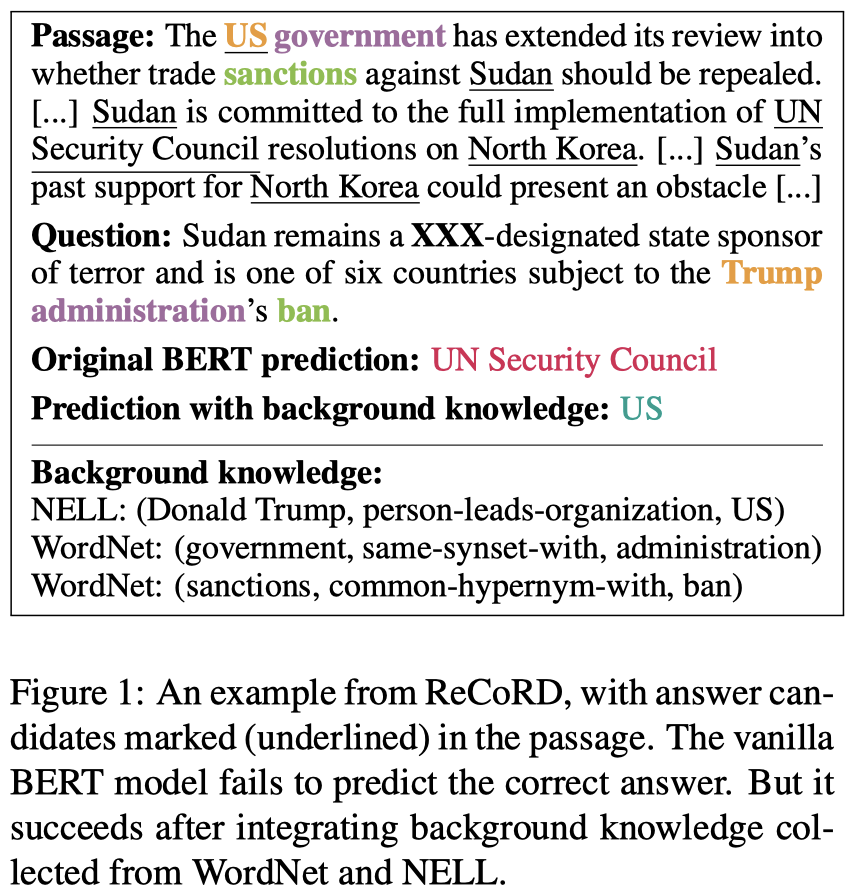 Passage: The US government has extended its review into
whether trade sanctions against Sudan should be repealed.
[...] Sudan is committed to the full implementation of UN
Security Council resolutions on North Korea. [...] Sudan's
past support for North Korea could present an obstacle [...]
Question: Sudan remains a XXX-designated state sponsor
of terror and is one of six countries subject to the Trump
administration's ban.
Original BERT prediction: UN Security Council
Prediction with background knowledge: US
Background knowledge:
NELL: (Donald Trump, person-leads-organization, US)
WordNet: (government, same-synset-with, administration)
WordNet: (sanctions, common-hypernym-with, ban)
Figure 1: An example from ReCoRD, with answer can-
didates marked (underlined) in the passage. The vanilla
BERT model fails to predict the correct answer. But it
succeeds after integrating background knowledge col-
lected from WordNet and NELL.